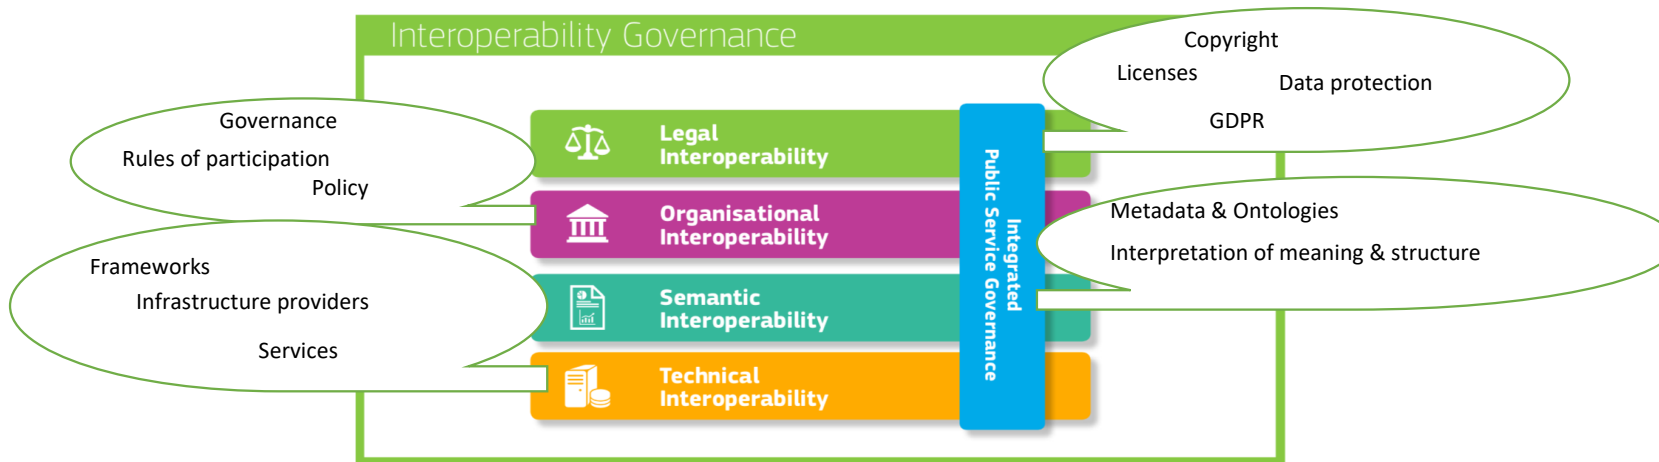 Interoperability Governance
Copyright
Licenses
Data protection
GDPR
Governance
Rules of participation
Policy
Legal
Interoperability
Organisational
Interoperability
Semantic
Interoperability
Technical
Interoperability
Integrated
Public Service Governance
Metadata & Ontologies
Interpretation of meaning & structure
Frameworks
Infrastructure providers
Services